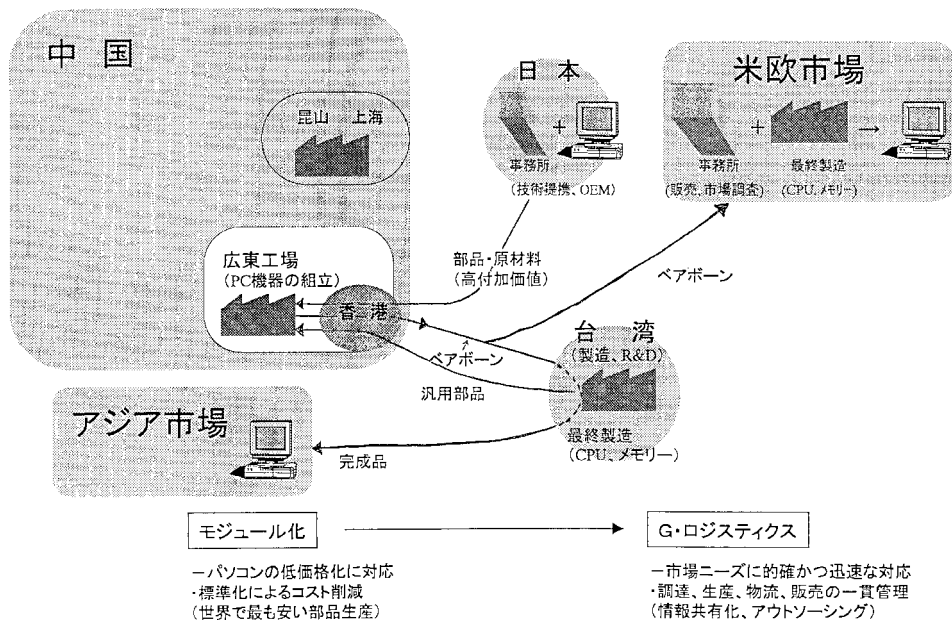 中 国
昆山 上海
広東工場
(PC機器の組立)
香 港
日 本
事務所
(技術提携、OEM)
部品・原材料
(高付加価値)
米欧市場
事務所 最終製造
(販売、市場調査) (CPU、メモリー)
ベアボーン
ベアボーン
汎用部品
台 湾
(製造、R&D)
最終製造
(CPU、メモリー)
アジア市場
完成品
モジュール化
ーパソコンの低価格化に対応
・標準化によるコスト削減
(世界で最も安い部品生産)
G・ロジスティクス
ー市場ニーズに的確かつ迅速な対応
・調達、生産、物流、販売の一貫管理
(情報共有化、アウトソーシング)